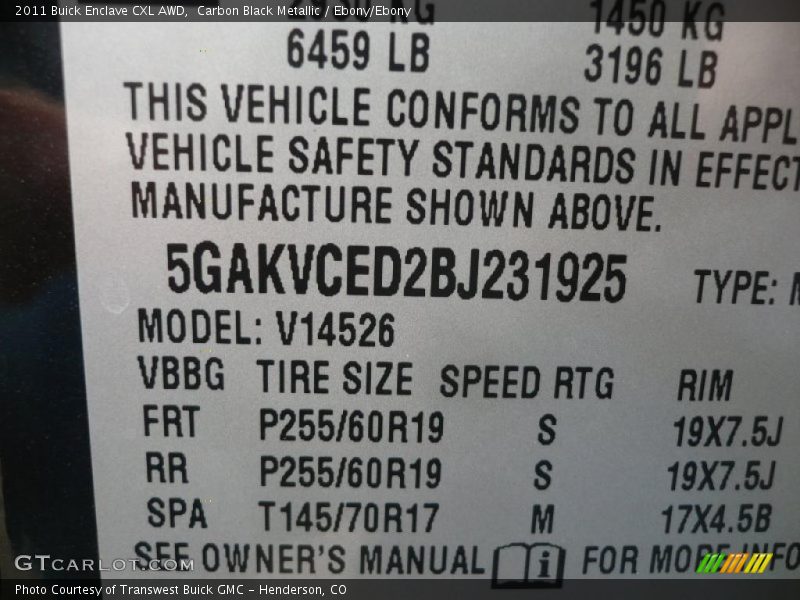 2011 Buick Enclave CXL AWD,  Carbon Black Metallic / Ebony/Ebony
KG 1450 KG
6459 LB 3196 LB
THIS VEHICLE CONFORMS TO ALL APPL
VEHICLE SAFETY STANDARDS IN EFFECT
MANUFACTURE SHOWN ABOVE.
5GAKVCED2BJ231925 TYPE:
MODEL: V14526
VBBG TIRE SIZE SPEED RTG RIM
FRT P255/60R19 S 19X7.5J
RR P255/60R19 S 19X7.5J
SPA T145/70R17 M 17X4.5B
SEE OWNER'S MANUAL i FOR MORE INFO
GTcarlot.com
Photo Courtesy of Transwest Buick GMC - Henderson, CO